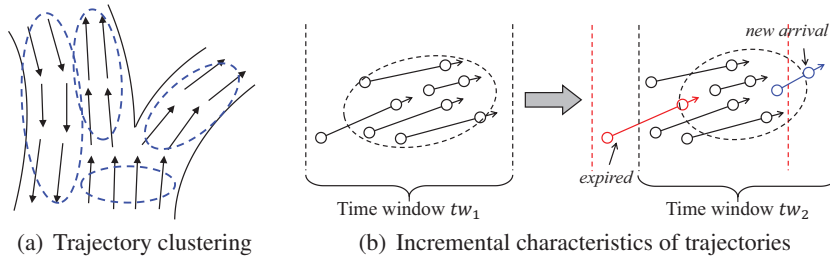 new arrival
expired
Time window tw₁
Time window tw₂
(a) Trajectory clustering
(b) Incremental characteristics of trajectories